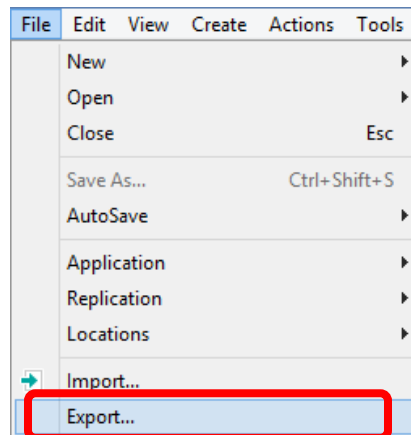 File Edit View Create Actions Tools
New
Open
Close Esc
Save As... Ctrl+Shift+S
AutoSave
Application
Replication
Locations
Import...
Export...